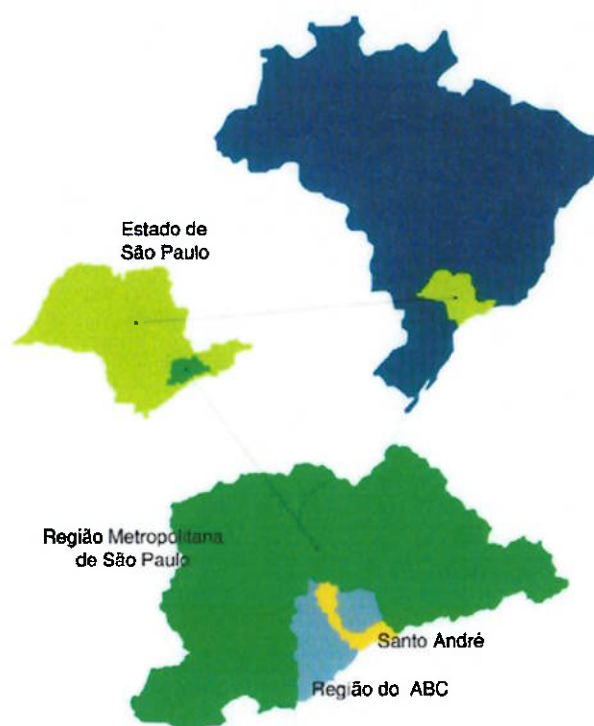 Estado de
São Paulo
Região Metropolitana
de São Paulo
Santo André
Região do ABC